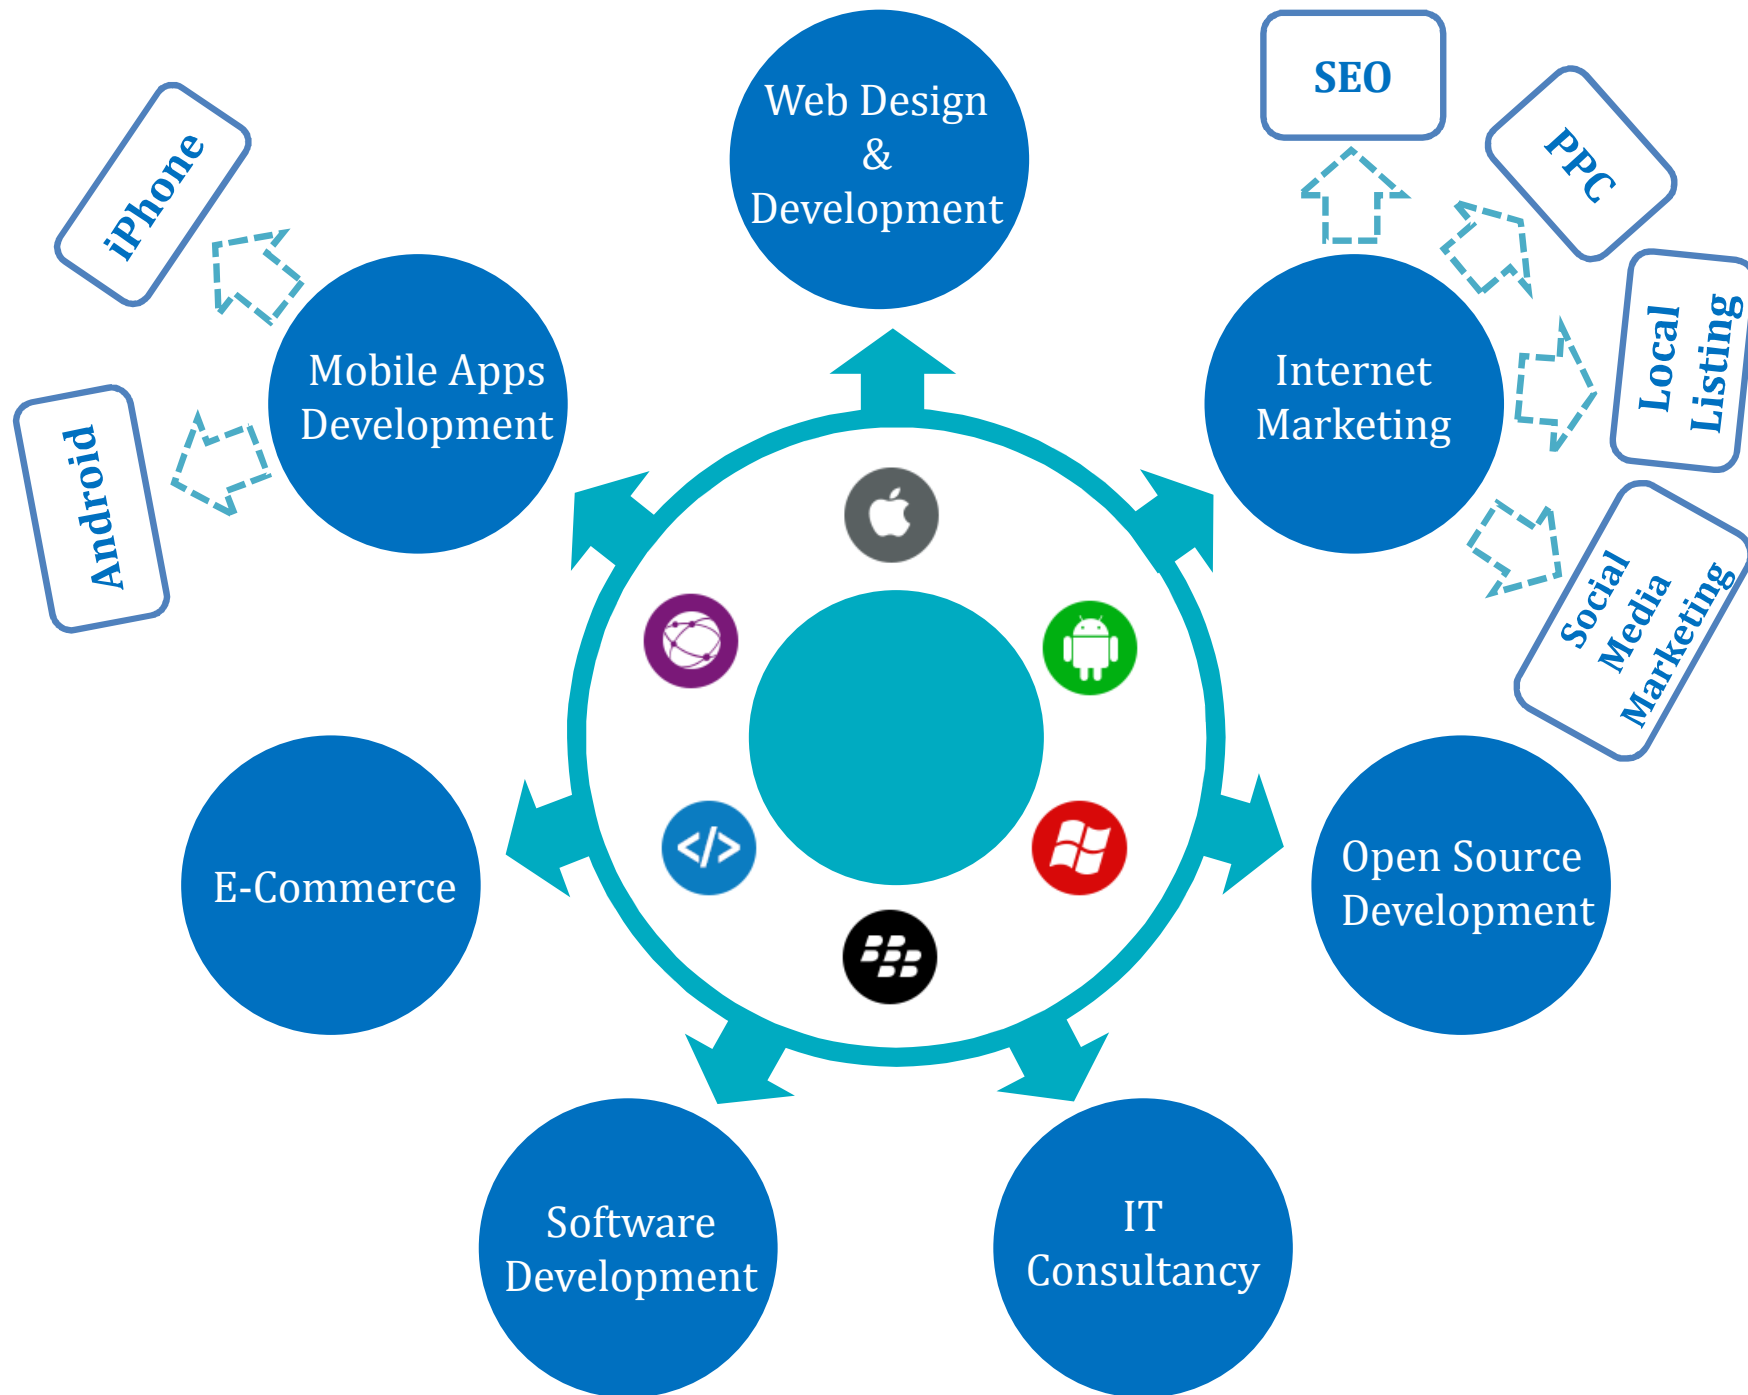 Web Design
&
Development
SEO
PPC
Local
Listing
Social
Media
Marketing
Internet
Marketing
iPhone
Android
Mobile Apps
Development
E-Commerce
</>
Open Source
Development
Software
Development
IT
Consultancy